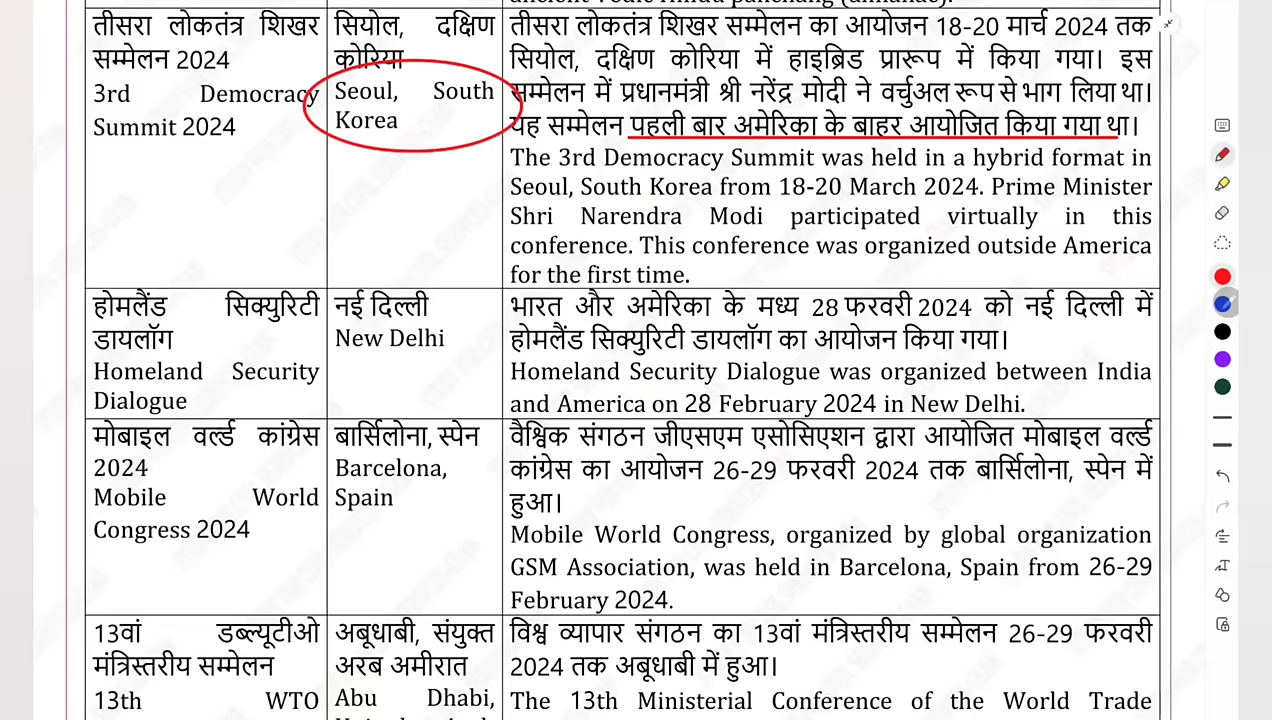 ancient Vedic Hindu panchang (almanac).
तीसरा लोकतंत्र शिखर
सम्मेलन 2024
3rd Democracy
Summit 2024
सियोल, दक्षिण
कोरिया
Seoul, South
Korea
तीसरा लोकतंत्र शिखर सम्मेलन का आयोजन 18-20 मार्च 2024 तक
सियोल, दक्षिण कोरिया में हाइब्रिड प्रारूप में किया गया। इस
सम्मेलन में प्रधानमंत्री श्री नरेंद्र मोदी ने वर्चुअल रूप से भाग लिया था।
यह सम्मेलन पहली बार अमेरिका के बाहर आयोजित किया गया था।
The 3rd Democracy Summit was held in a hybrid format in
Seoul, South Korea from 18-20 March 2024. Prime Minister
Shri Narendra Modi participated virtually in this
conference. This conference was organized outside America
for the first time.
होमलैंड सिक्युरिटी
डायलॉग
Homeland Security
Dialogue
नई दिल्ली
New Delhi
भारत और अमेरिका के मध्य 28 फरवरी 2024 को नई दिल्ली में
होमलैंड सिक्युरिटी डायलॉग का आयोजन किया गया।
Homeland Security Dialogue was organized between India
and America on 28 February 2024 in New Delhi.
मोबाइल वर्ल्ड कांग्रेस
2024
Mobile World
Congress 2024
बार्सिलोना, स्पेन
Barcelona,
Spain
वैश्विक संगठन जीएसएम एसोसिएशन द्वारा आयोजित मोबाइल वर्ल्ड
कांग्रेस का आयोजन 26-29 फरवरी 2024 तक बार्सिलोना, स्पेन में
हुआ।
Mobile World Congress, organized by global organization
GSM Association, was held in Barcelona, Spain from 26-29
February 2024.
13वां डब्ल्यूटीओ
मंत्रिस्तरीय सम्मेलन
13th WTO
अबूधाबी, संयुक्त
अरब अमीरात
Abu Dhabi,
विश्व व्यापार संगठन का 13वां मंत्रिस्तरीय सम्मेलन 26-29 फरवरी
2024 तक अबूधाबी में हुआ।
The 13th Ministerial Conference of the World Trade